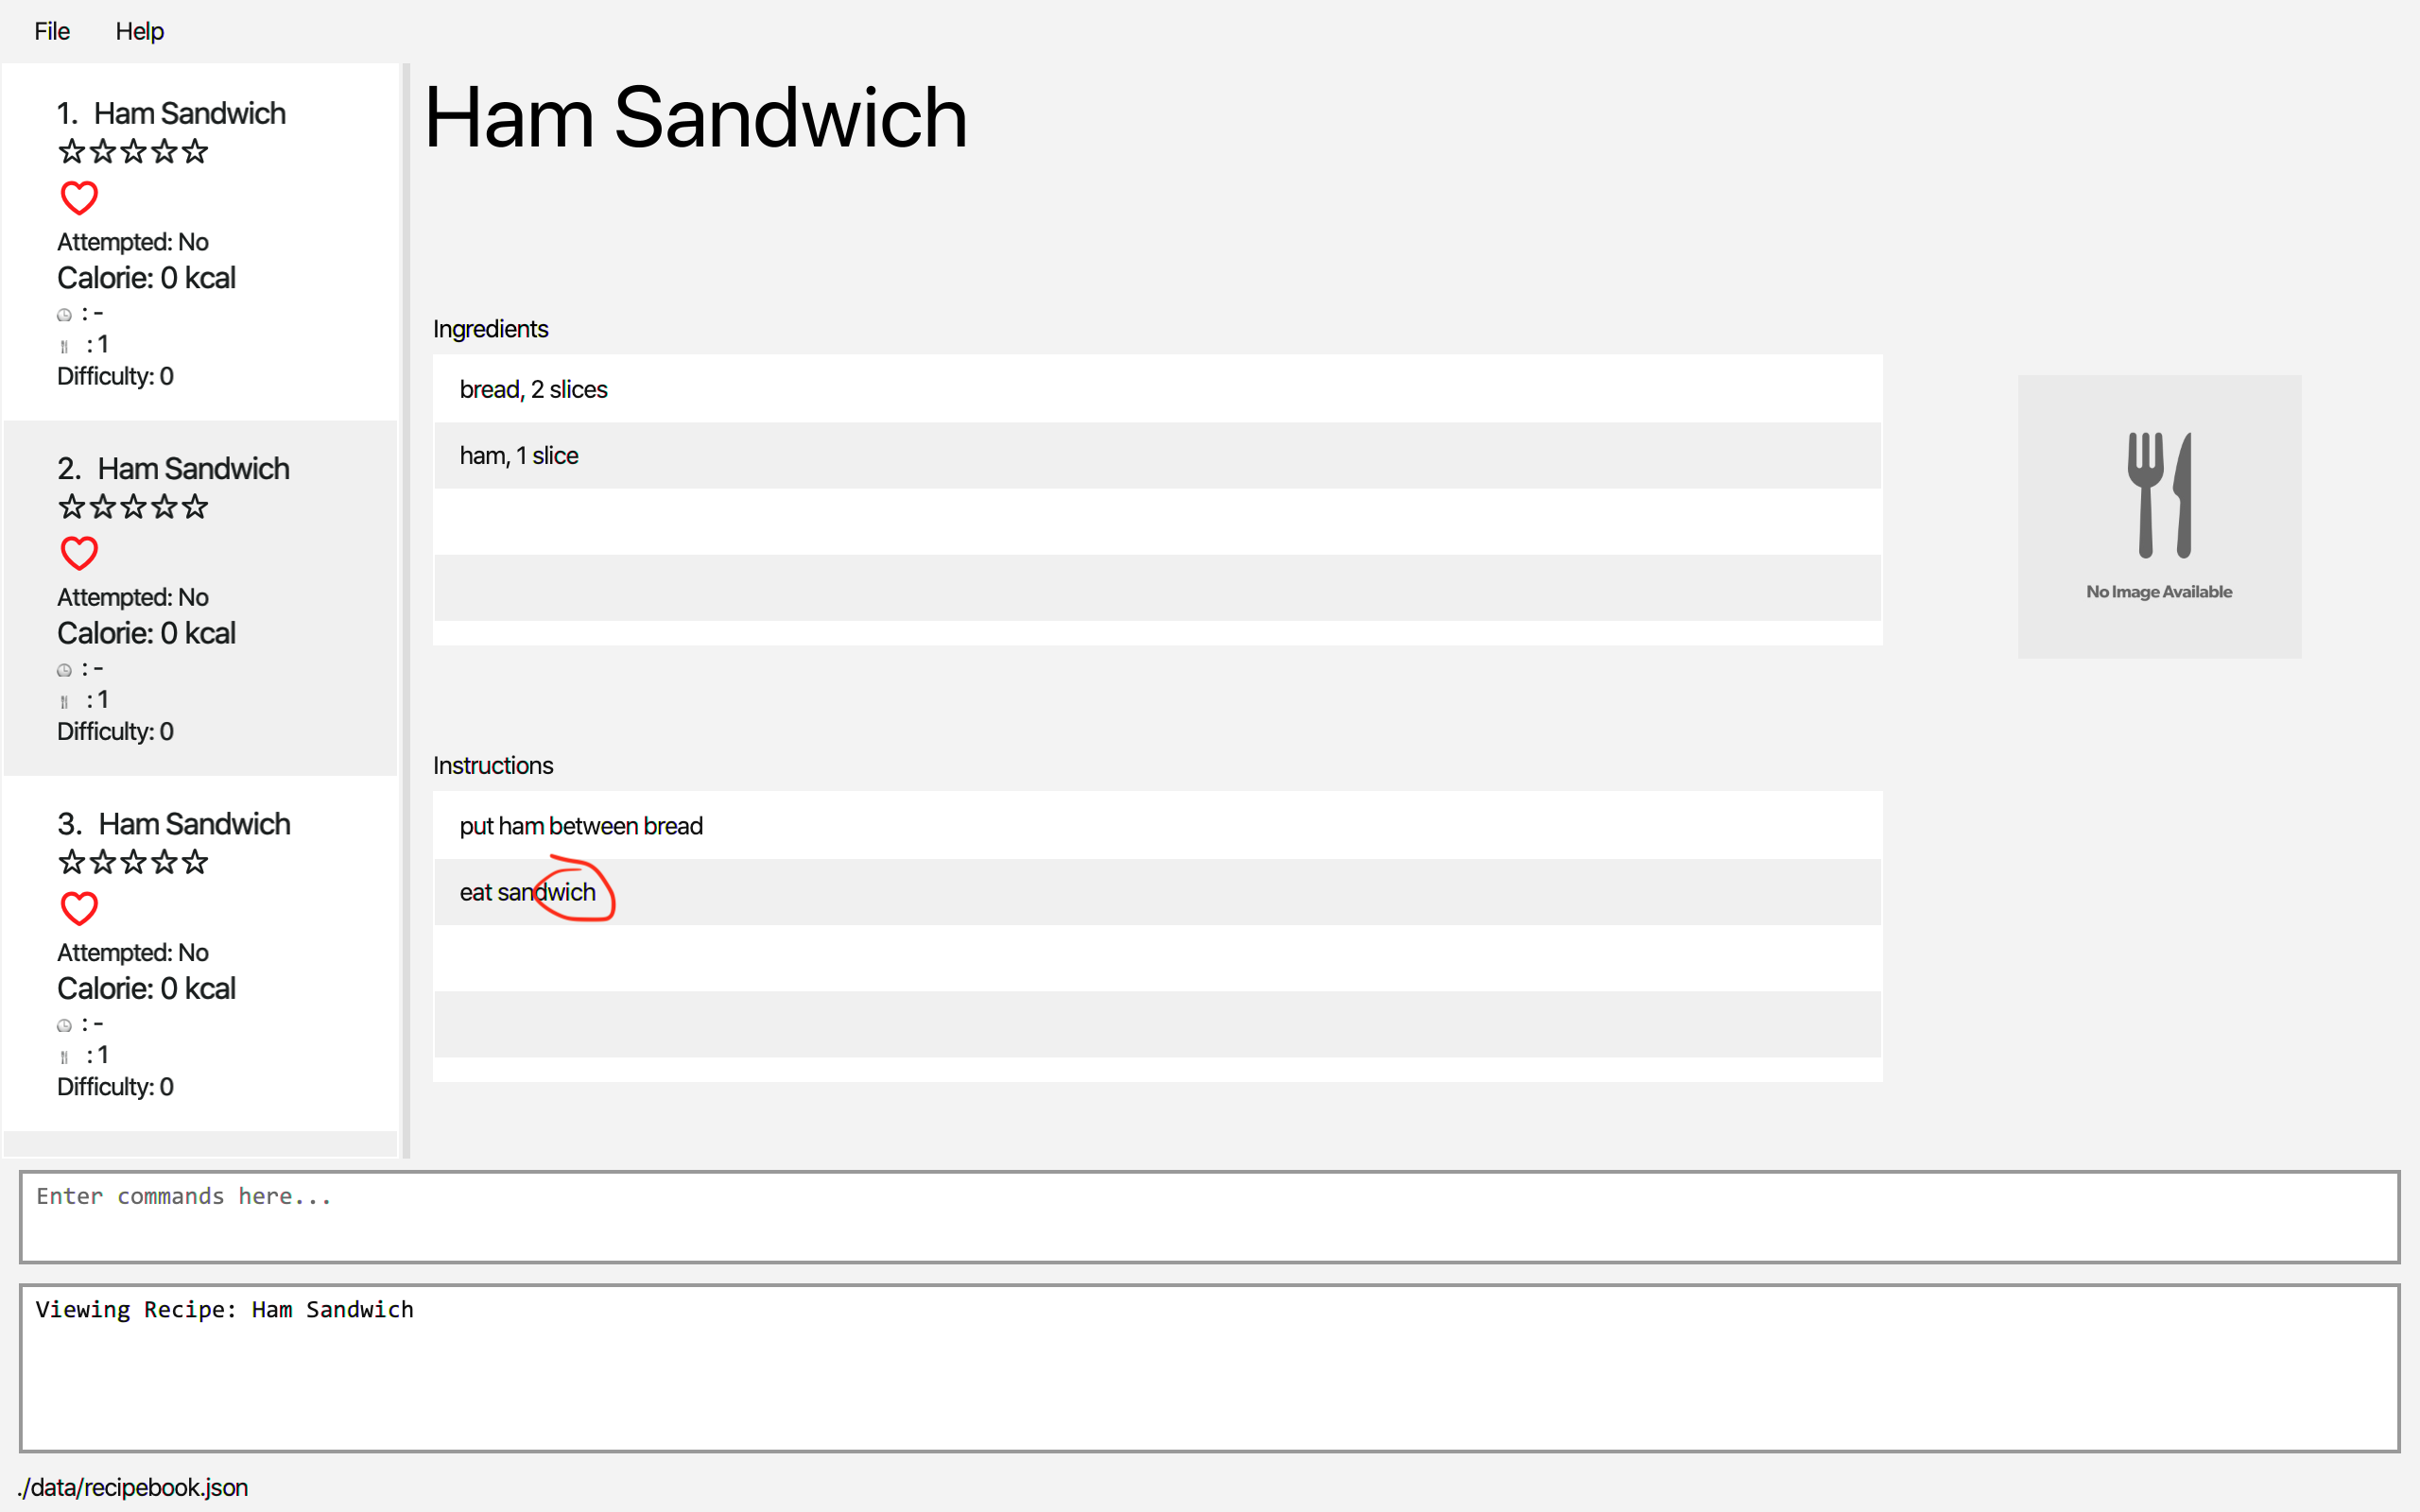 File Help
1. Ham Sandwich
☆☆☆☆☆
Attempted: No
Calorie: 0 kcal
: -
: 1
Difficulty: 0
2. Ham Sandwich
☆☆☆☆☆
Attempted: No
Calorie: 0 kcal
: -
: 1
Difficulty: 0
3. Ham Sandwich
☆☆☆☆☆
Attempted: No
Calorie: 0 kcal
: -
: 1
Difficulty: 0
Ham Sandwich
Ingredients
bread, 2 slices
ham, 1 slice
No Image Available
Instructions
put ham between bread
eat sandwich
Enter commands here...
Viewing Recipe: Ham Sandwich
./data/recipebook.json